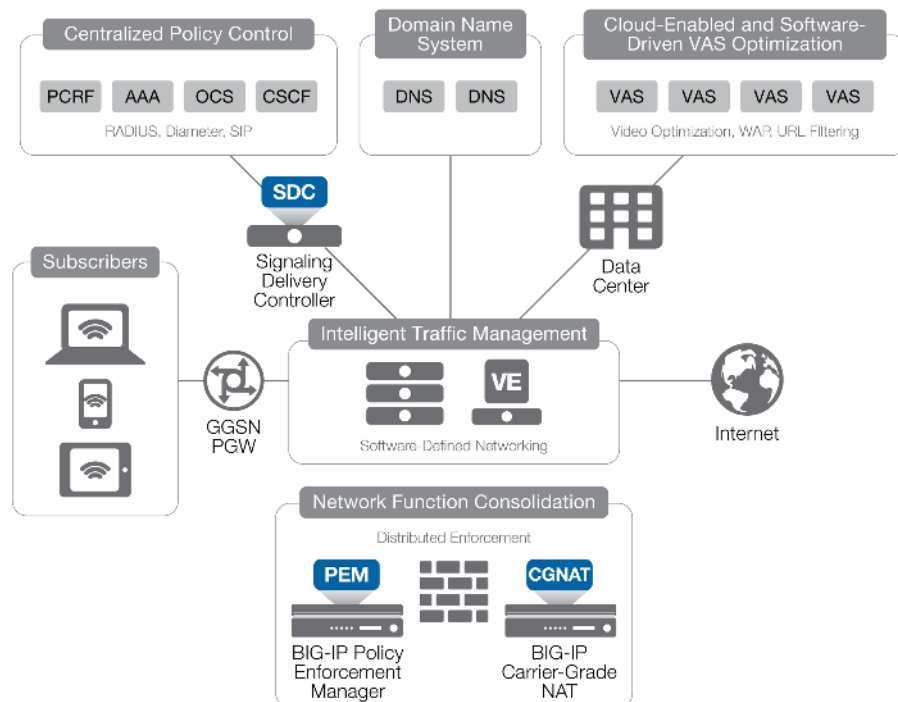 Centralized Policy Control
PCRF
AAA
OCS
CSCF
RADIUS, Diameter, SIP
Domain Name
System
DNS
DNS
Cloud-Enabled and Software-
Driven VAS Optimization
VAS
VAS
VAS
VAS
Video Optimization, WAP, URL FIltering
SDC
Signaling
Delivery
Controller
Data
Center
Subscribers
GGSN
PGW
Intelligent Traffic Management
VE
Software-Defined Networking
Internet
Network Function Consolidation
Distributed Enforcement
PEM
BIG-IP Policy
Enforcement
Manager
CGNAT
BIG-IP
Carrier-Grade
NAT